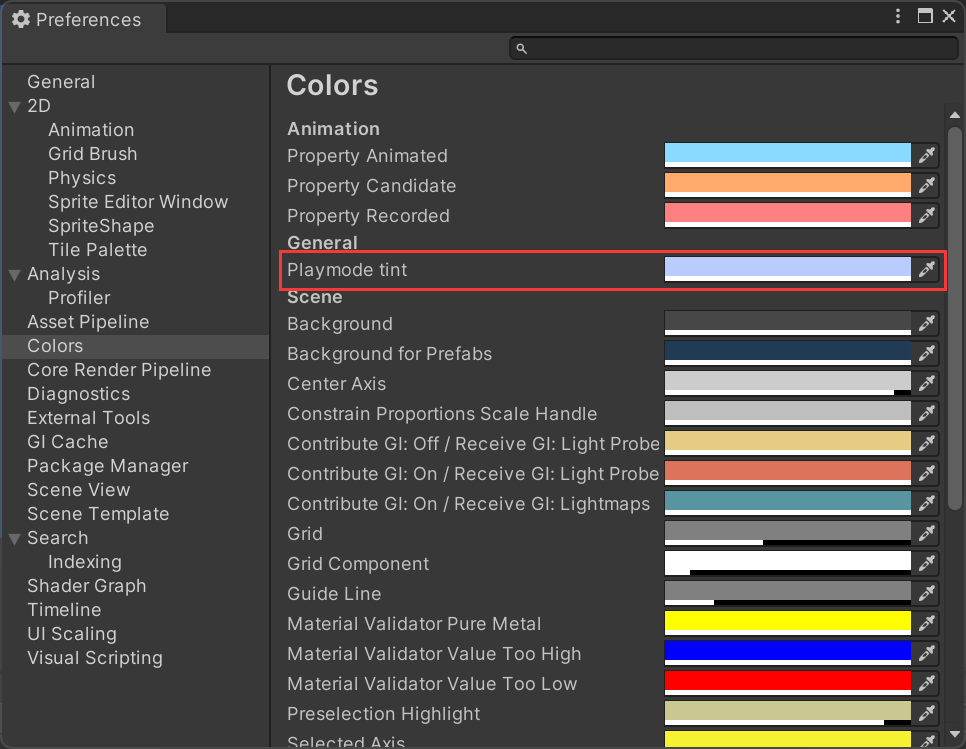 Preferences
General
2D
Animation
Grid Brush
Physics
Sprite Editor Window
SpriteShape
Tile Palette
Analysis
Profiler
Asset Pipeline
Colors
Core Render Pipeline
Diagnostics
External Tools
GI Cache
Package Manager
Scene View
Scene Template
Search
Indexing
Shader Graph
Timeline
UI Scaling
Visual Scripting
Colors
Animation
Property Animated
Property Candidate
Property Recorded
General
Playmode tint
Scene
Background
Background for Prefabs
Center Axis
Constrain Proportions Scale Handle
Contribute GI: Off / Receive GI: Light Probe
Contribute GI: On / Receive GI: Light Probe
Contribute GI: On / Receive GI: Lightmaps
Grid
Grid Component
Guide Line
Material Validator Pure Metal
Material Validator Value Too High
Material Validator Value Too Low
Preselection Highlight
Selected Axis